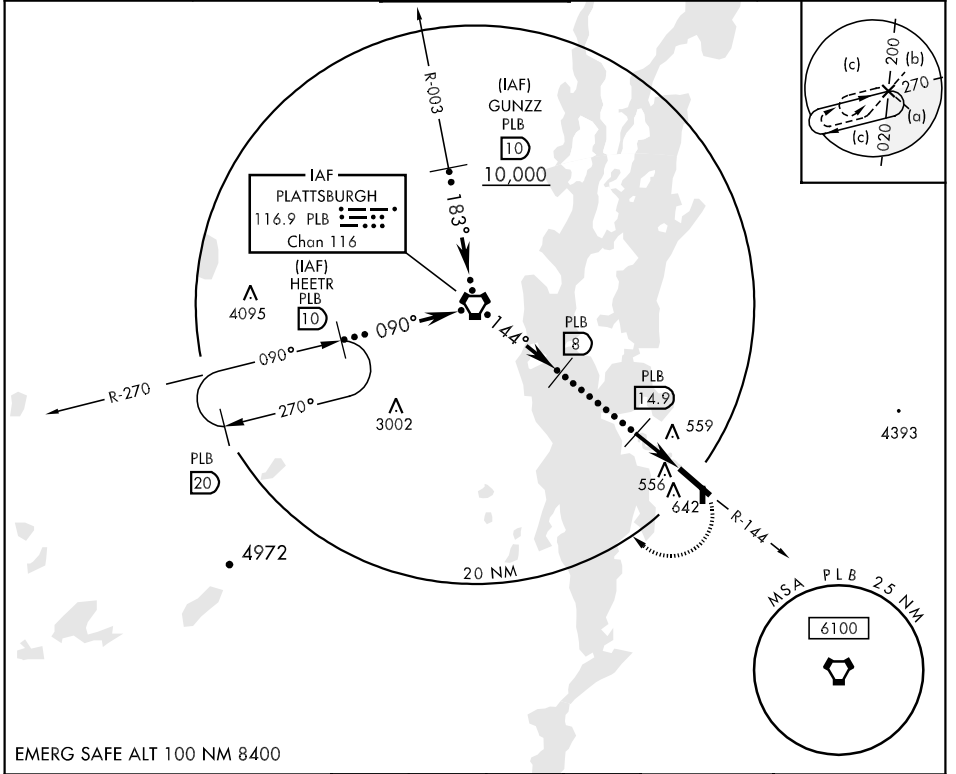 R-003
(IAF)
GUNZZ
PLB
10
10,000
183°
IAF
PLATTSBURGH
116.9 PLB
Chan 116
(IAF)
HEETR
PLB
10
4095
090°
090°
R-270
270°
PLB
20
3002
144°
PLB
8
PLB
14.9
559
556
642
R-144
4393
4972
20 NM
MSA PLB 25 NM
6100
EMERG SAFE ALT 100 NM 8400
(c)
200
(b)
270
(a)
(c)
020